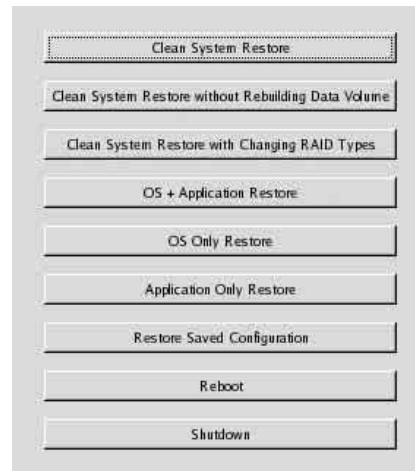 Clean System Restore
Clean System Restore without Rebuilding Data Volume
Clean System Restore with Changing RAID Types
OS + Application Restore
OS Only Restore
Application Only Restore
Restore Saved Configuration
Reboot
Shutdown